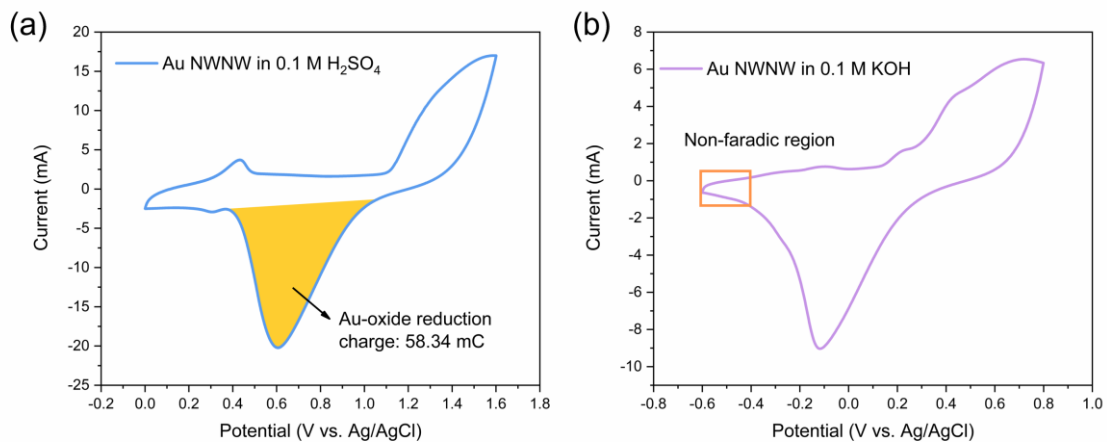 (a)
20
15
10
5
0
-5
-10
-15
-20
-25
Current (mA)
Au NWNW in 0.1 M H₂SO₄
Au-oxide reduction
charge: 58.34 mC
-0.2 0.0 0.2 0.4 0.6 0.8 1.0 1.2 1.4 1.6 1.8
Potential (V vs. Ag/AgCl)
(b)
8
6
4
2
0
-2
-4
-6
-8
-10
Current (mA)
Au NWNW in 0.1 M KOH
Non-faradic region
-0.8 -0.6 -0.4 -0.2 0.0 0.2 0.4 0.6 0.8 1.0
Potential (V vs. Ag/AgCl)